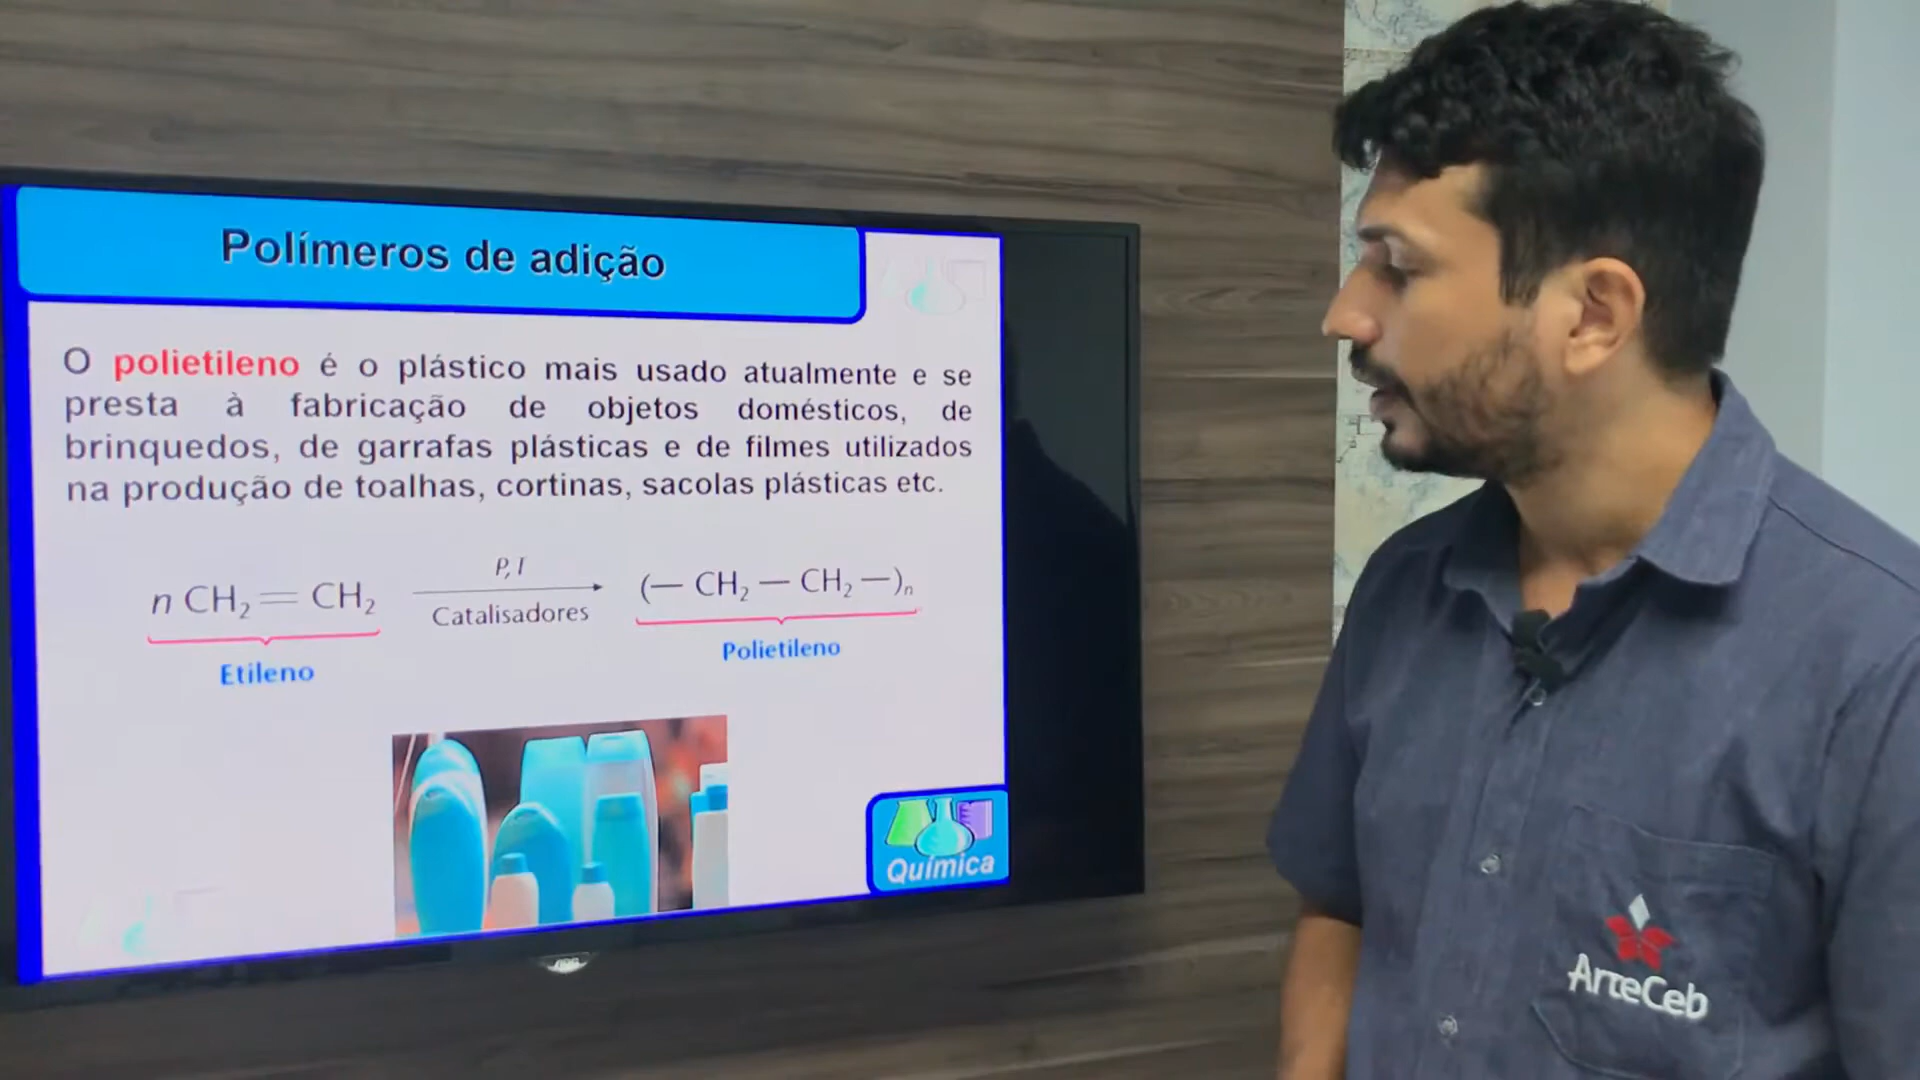 Polímeros de adição
O polietileno é o plástico mais usado atualmente e se
presta à fabricação de objetos domésticos, de
brinquedos, de garrafas plásticas e de filmes utilizados
na produção de toalhas, cortinas, sacolas plásticas etc.
n CH₂ = CH₂ P, T (— CH₂ — CH₂ —)ₙ
Catalisadores
Etileno
Polietileno
Química
AOC
ArteCeb